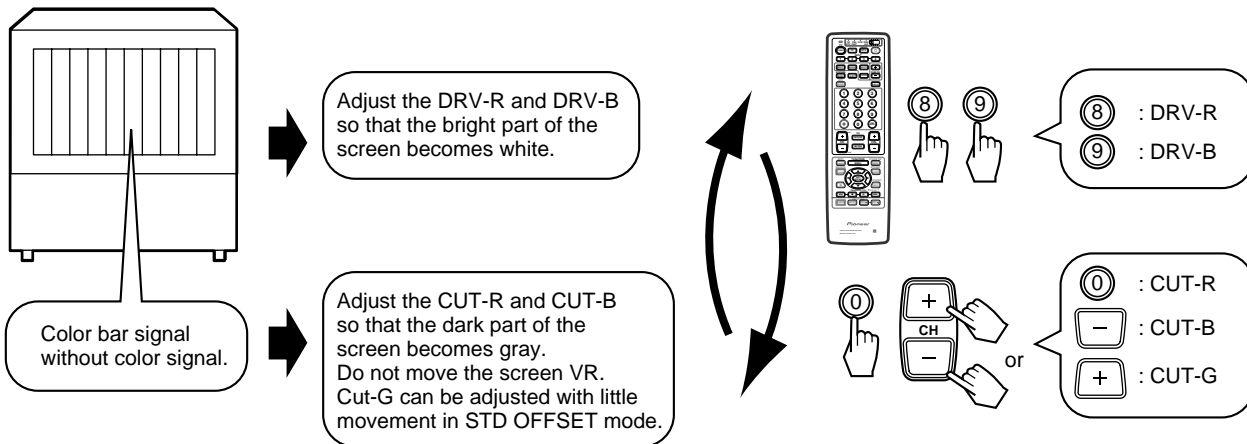 Adjust the DRV-R and DRV-B
so that the bright part of the
screen becomes white.
Color bar signal
without color signal.
Adjust the CUT-R and CUT-B
so that the dark part of the
screen becomes gray.
Do not move the screen VR.
Cut-G can be adjusted with little
movement in STD OFFSET mode.
Pioneer
8 9
8 : DRV-R
9 : DRV-B
0
+
CH
−
or
0 : CUT-R
− : CUT-B
+ : CUT-G